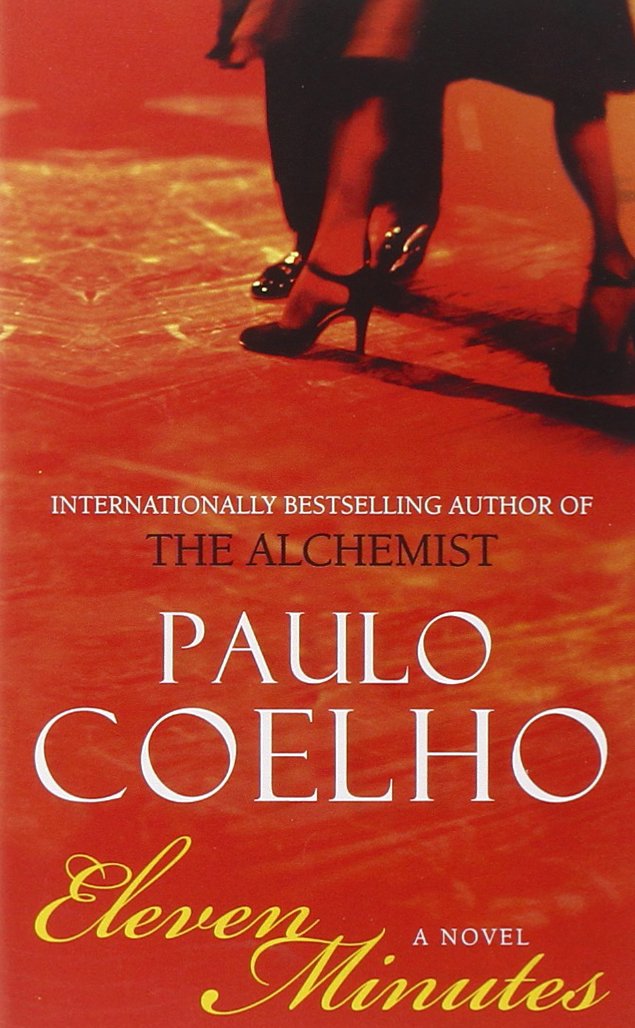 INTERNATIONALLY BESTSELLING AUTHOR OF
THE ALCHEMIST
PAULO
COELHO
Eleven
Minutes
A NOVEL